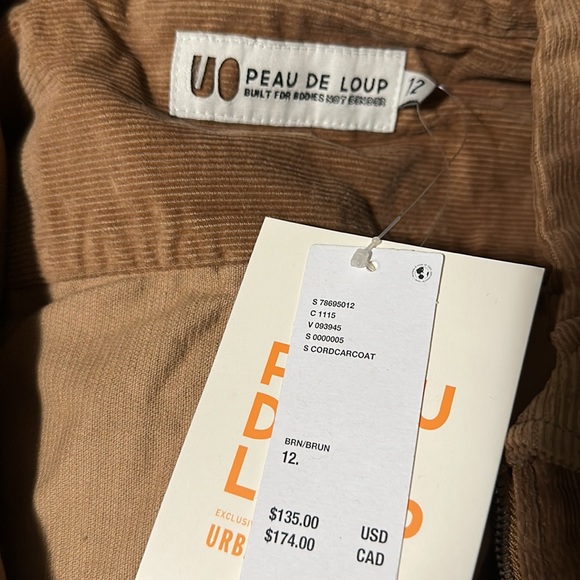 UO PEAU DE LOUP
BUILT FOR BODIES NOT GENDER
12
S 78695012
C 1115
V 093945
S 0000005
S CORDCARCOAT
BRN/BRUN
12.
$135.00 USD
$174.00 CAD
P U
D
L P
EXCLUSIV
URB